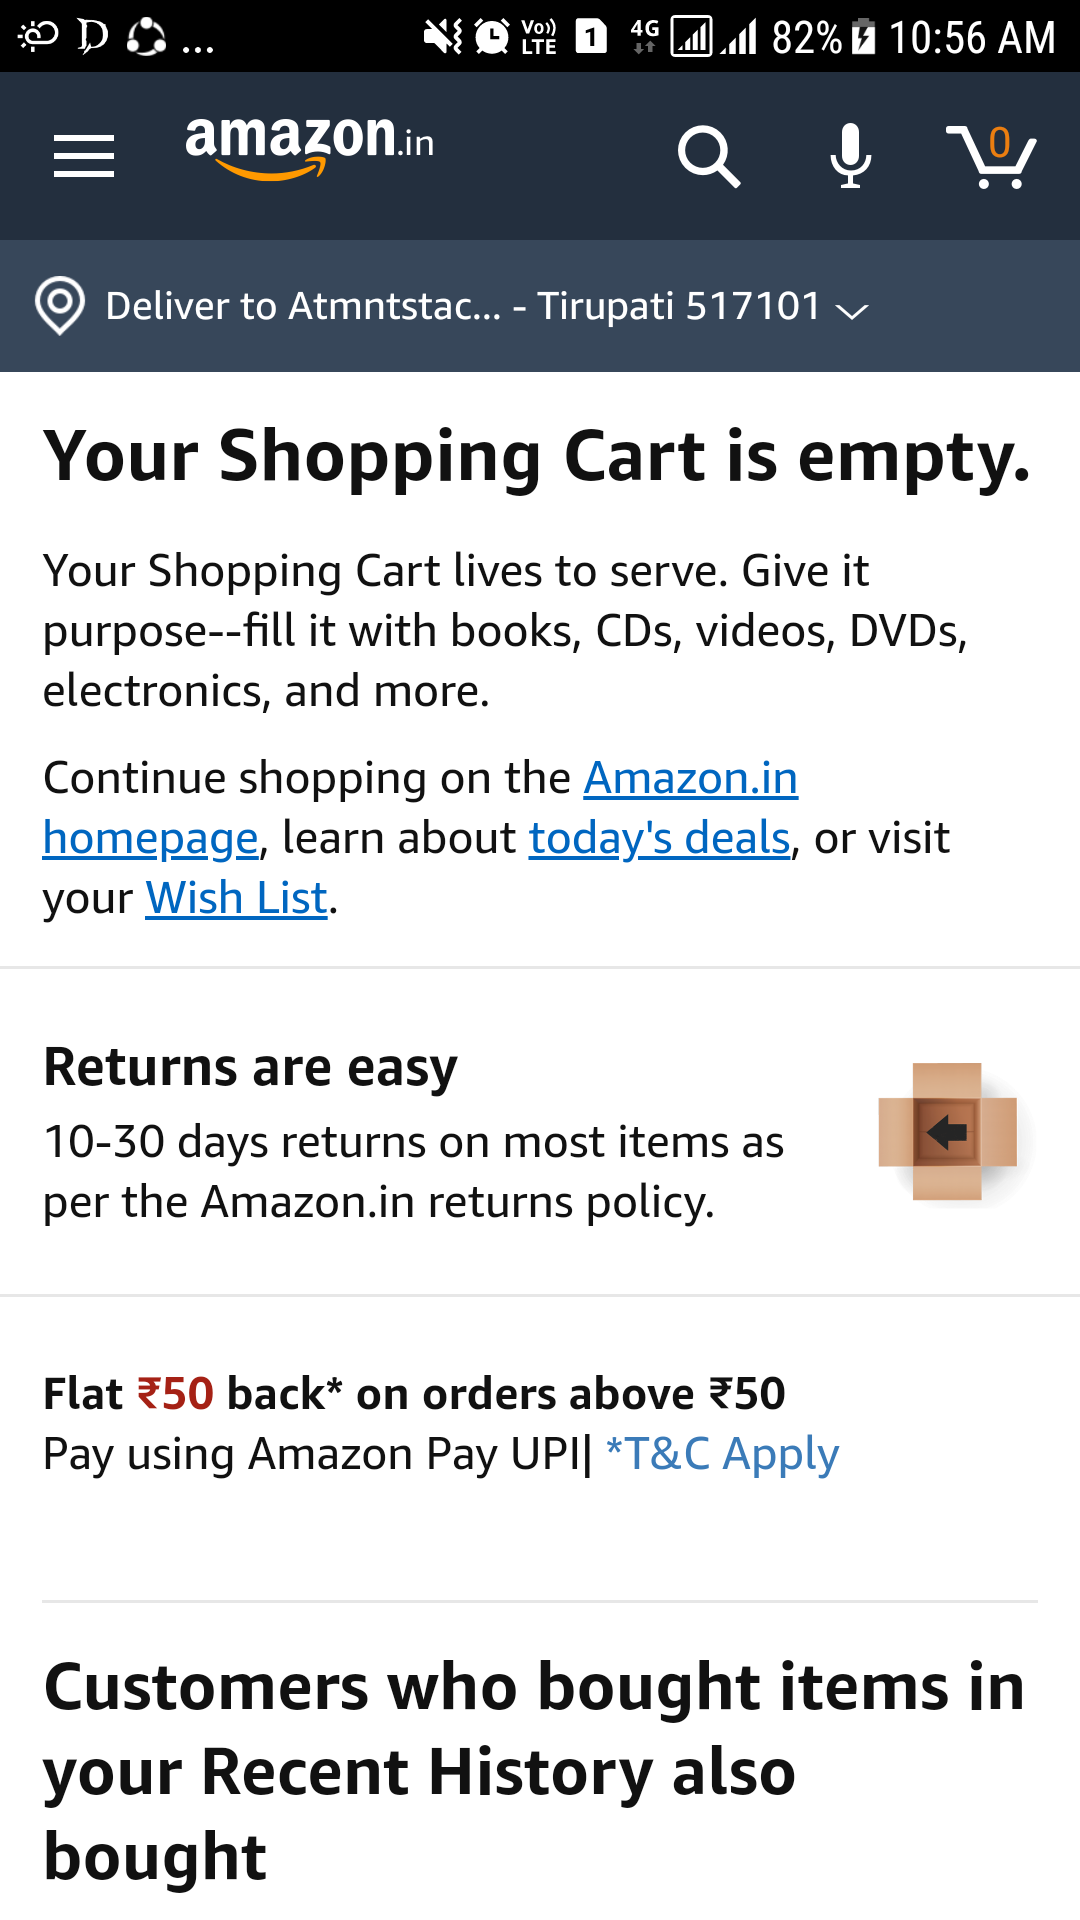 ... Vo)) LTE 1 4G 82% 10:56 AM
amazon.in 0
Deliver to Atmntstac... - Tirupati 517101
Your Shopping Cart is empty.
Your Shopping Cart lives to serve. Give it
purpose--fill it with books, CDs, videos, DVDs,
electronics, and more.
Continue shopping on the Amazon.in
homepage, learn about today's deals, or visit
your Wish List.
Returns are easy
10-30 days returns on most items as
per the Amazon.in returns policy.
Flat ₹50 back* on orders above ₹50
Pay using Amazon Pay UPI| *T&C Apply
Customers who bought items in
your Recent History also
bought